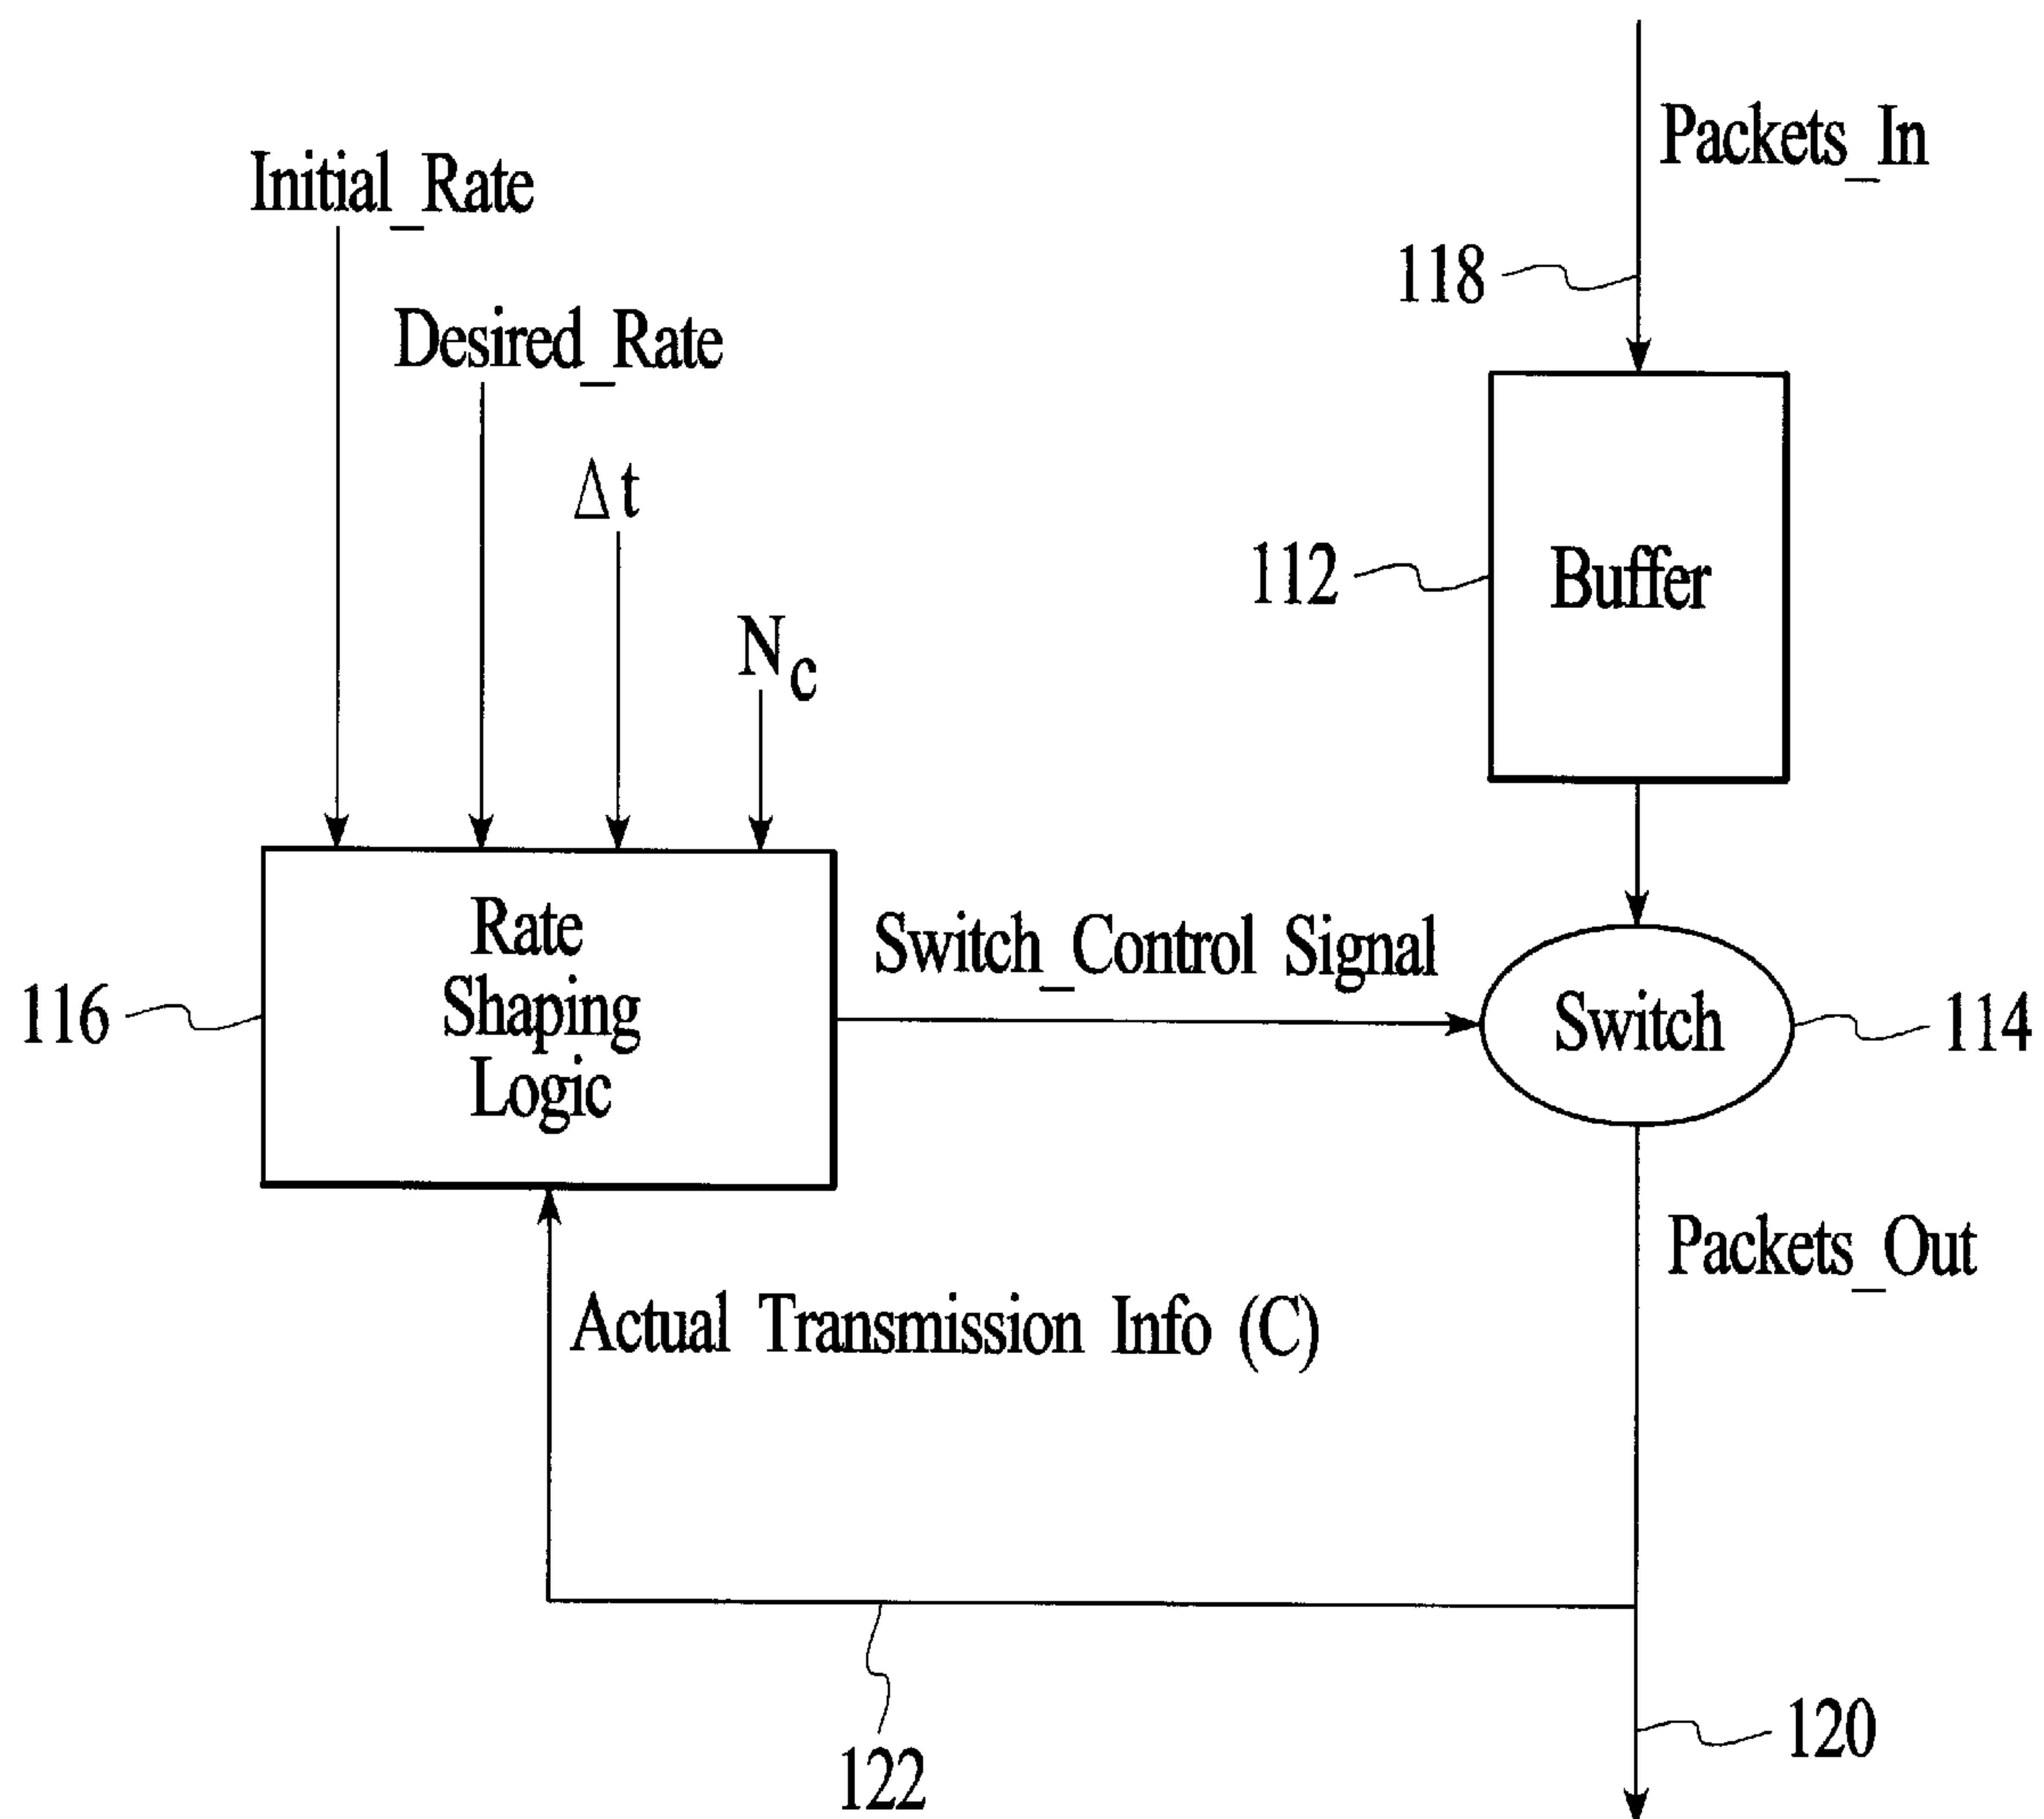 Packets_In
Initial_Rate
118
Desired_Rate
Δt
112
Buffer
Nc
Rate
Shaping
Logic
116
Switch_Control Signal
Switch
114
Packets_Out
Actual Transmission Info (C)
120
122